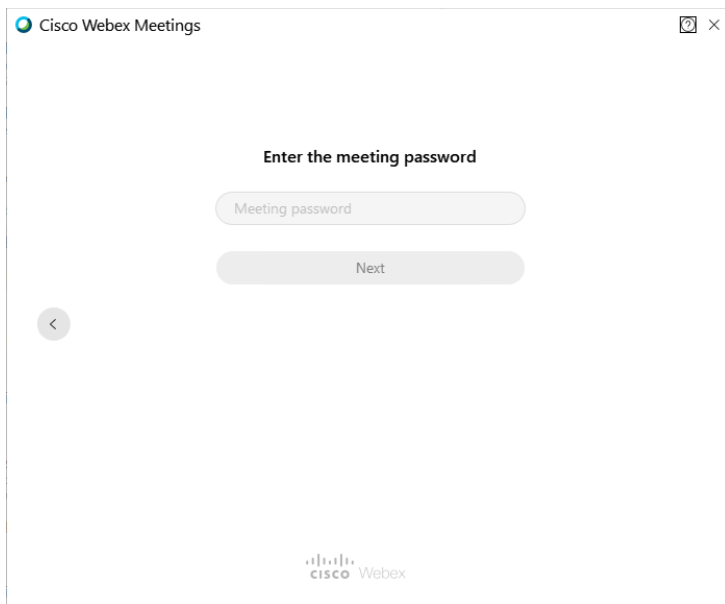 Cisco Webex Meetings
Enter the meeting password
Meeting password
Next
cisco Webex